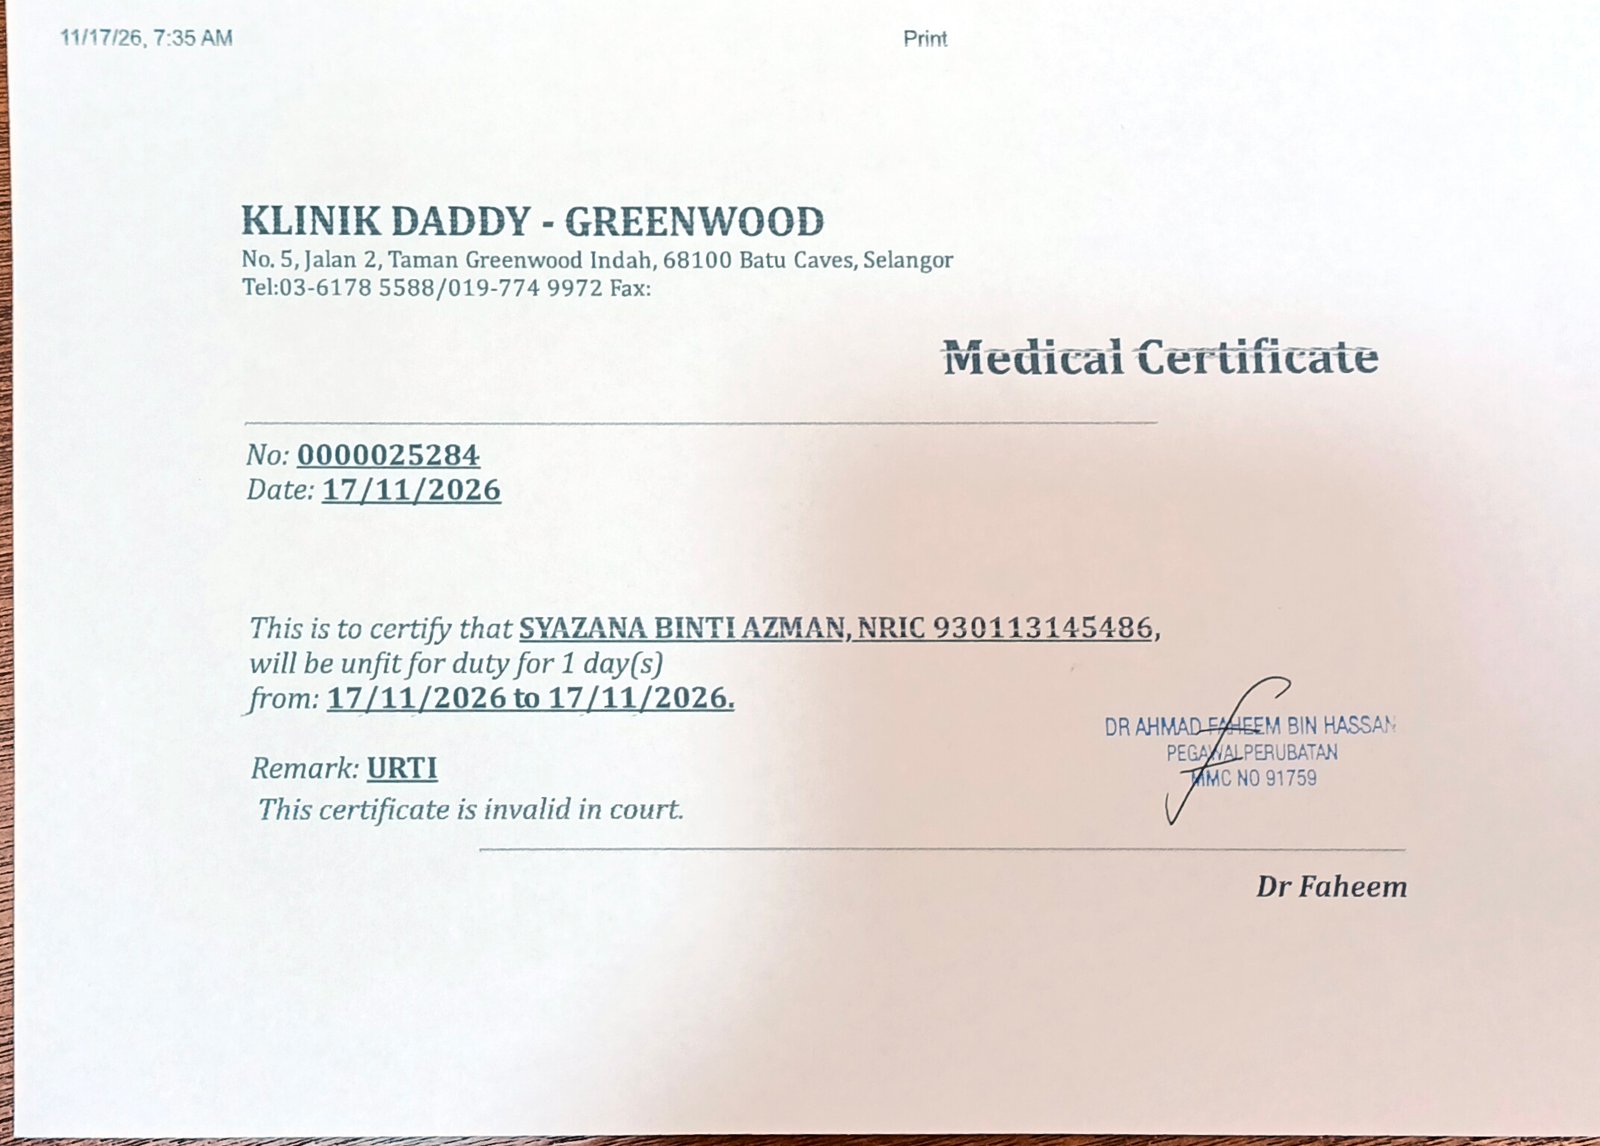 11/17/26, 7:35 AM
Print
KLINIK DADDY - GREENWOOD
No. 5, Jalan 2, Taman Greenwood Indah, 68100 Batu Caves, Selangor
Tel:03-6178 5588/019-774 9972 Fax:
Medical Certificate
No: 0000025284
Date: 17/11/2026
This is to certify that SYAZANA BINTI AZMAN, NRIC 930113145486,
will be unfit for duty for 1 day(s)
from: 17/11/2026 to 17/11/2026.
DR AHMAD FAHEEM BIN HASSAN
PEGAWAI PERUBATAN
MMC NO 91759
Remark: URTI
This certificate is invalid in court.
Dr Faheem